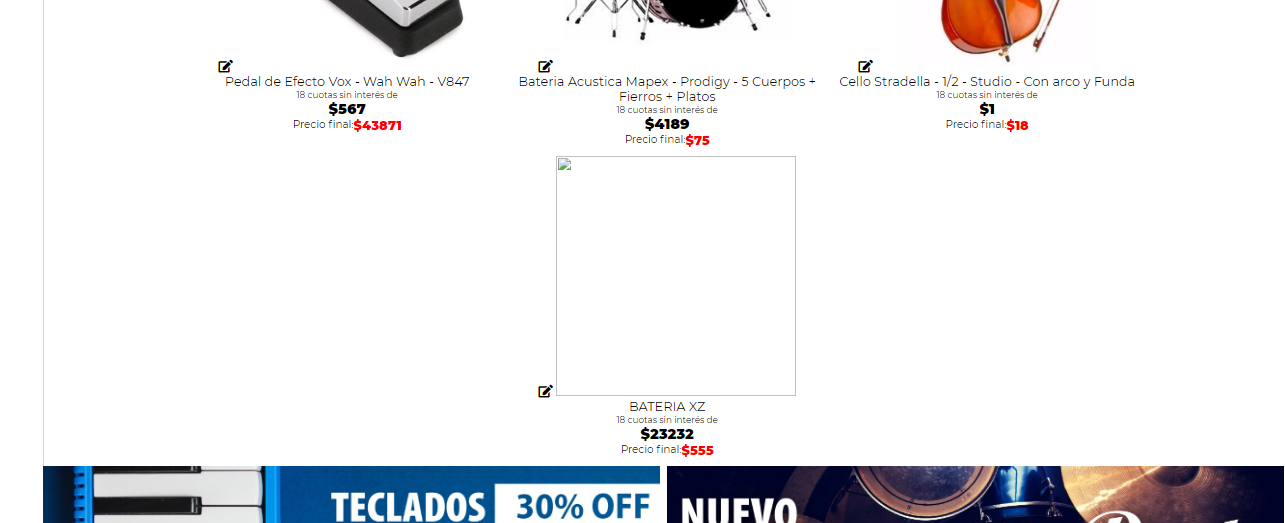 Pedal de Efecto Vox - Wah Wah - V847
18 cuotas sin interés de
$567
Precio final:$43871
Bateria Acustica Mapex - Prodigy - 5 Cuerpos +
Fierros + Platos
18 cuotas sin interés de
$4189
Precio final:$75
Cello Stradella - 1/2 - Studio - Con arco y Funda
18 cuotas sin interés de
$1
Precio final:$18
BATERIA XZ
18 cuotas sin interés de
$23232
Precio final:$555
TECLADOS 30% OFF
NUEVO